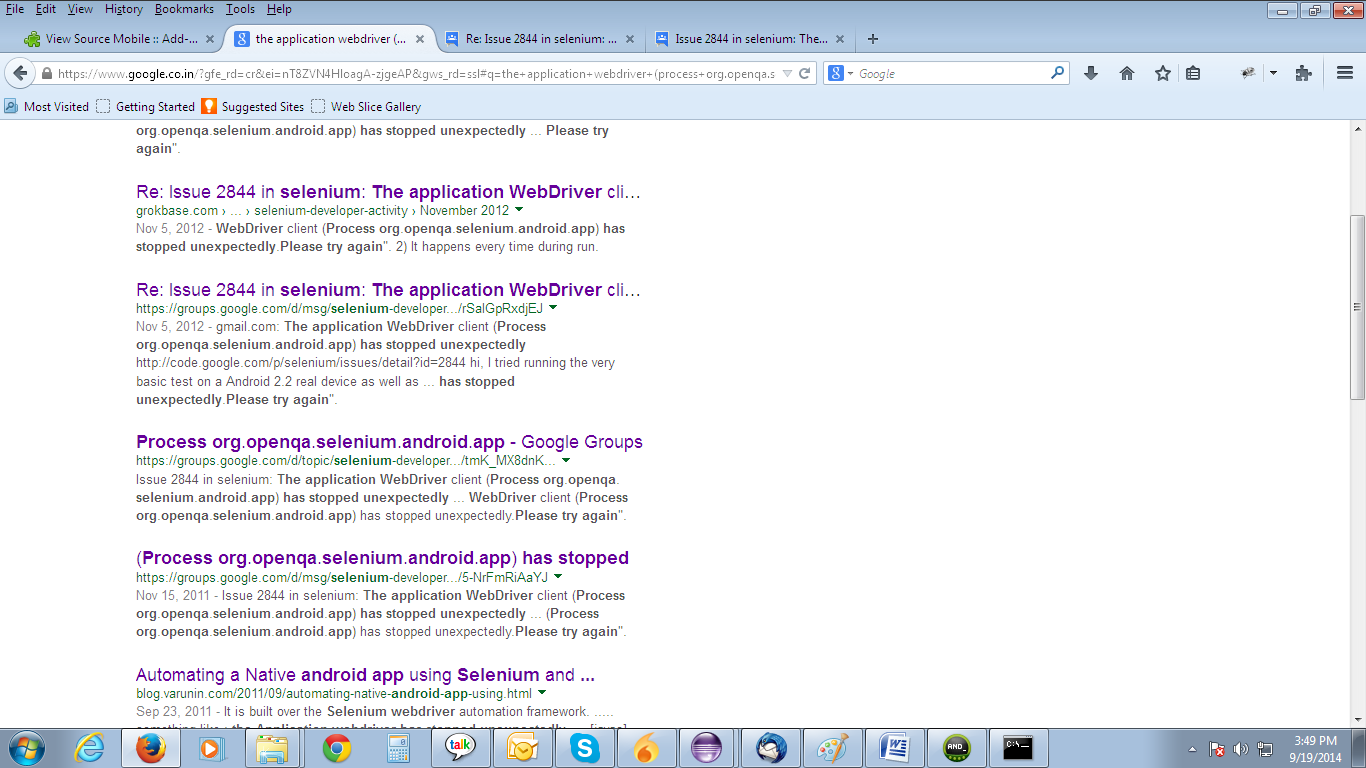 File Edit View History Bookmarks Tools Help
View Source Mobile :: Add-...
the application webdriver (...
Re: Issue 2844 in selenium: ...
Issue 2844 in selenium: The...
https://www.google.co.in/?gfe_rd=cr&ei=nT8ZVN4HIoagA-zjgeAP&gws_rd=ssl#q=the+application+webdriver+(process+org.openqa.s
Google
Most Visited Getting Started Suggested Sites Web Slice Gallery
org.openqa.selenium.android.app) has stopped unexpectedly ... Please try
again".
Re: Issue 2844 in selenium: The application WebDriver cli...
grokbase.com › ... › selenium-developer-activity › November 2012
Nov 5, 2012 - WebDriver client (Process org.openqa.selenium.android.app) has
stopped unexpectedly.Please try again". 2) It happens every time during run.
Re: Issue 2844 in selenium: The application WebDriver cli...
https://groups.google.com/d/msg/selenium-developer.../rSalGpRxdjEJ
Nov 5, 2012 - gmail.com: The application WebDriver client (Process
org.openqa.selenium.android.app) has stopped unexpectedly
http://code.google.com/p/selenium/issues/detail?id=2844 hi, I tried running the very
basic test on a Android 2.2 real device as well as ... has stopped
unexpectedly.Please try again".
Process org.openqa.selenium.android.app - Google Groups
https://groups.google.com/d/topic/selenium-developer.../tmK_MX8dnK...
Issue 2844 in selenium: The application WebDriver client (Process org.openqa.
selenium.android.app) has stopped unexpectedly ... WebDriver client (Process
org.openqa.selenium.android.app) has stopped unexpectedly.Please try again".
(Process org.openqa.selenium.android.app) has stopped
https://groups.google.com/d/msg/selenium-developer.../5-NrFmRiAaYJ
Nov 15, 2011 - Issue 2844 in selenium: The application WebDriver client (Process
org.openqa.selenium.android.app) has stopped unexpectedly ... (Process
org.openqa.selenium.android.app) has stopped unexpectedly.Please try again".
Automating a Native android app using Selenium and ...
blog.varunin.com/2011/09/automating-native-android-app-using.html
Sep 23, 2011 - It is built over the Selenium webdriver automation framework. .....
talk
AND
C:\
3:49 PM
9/19/2014